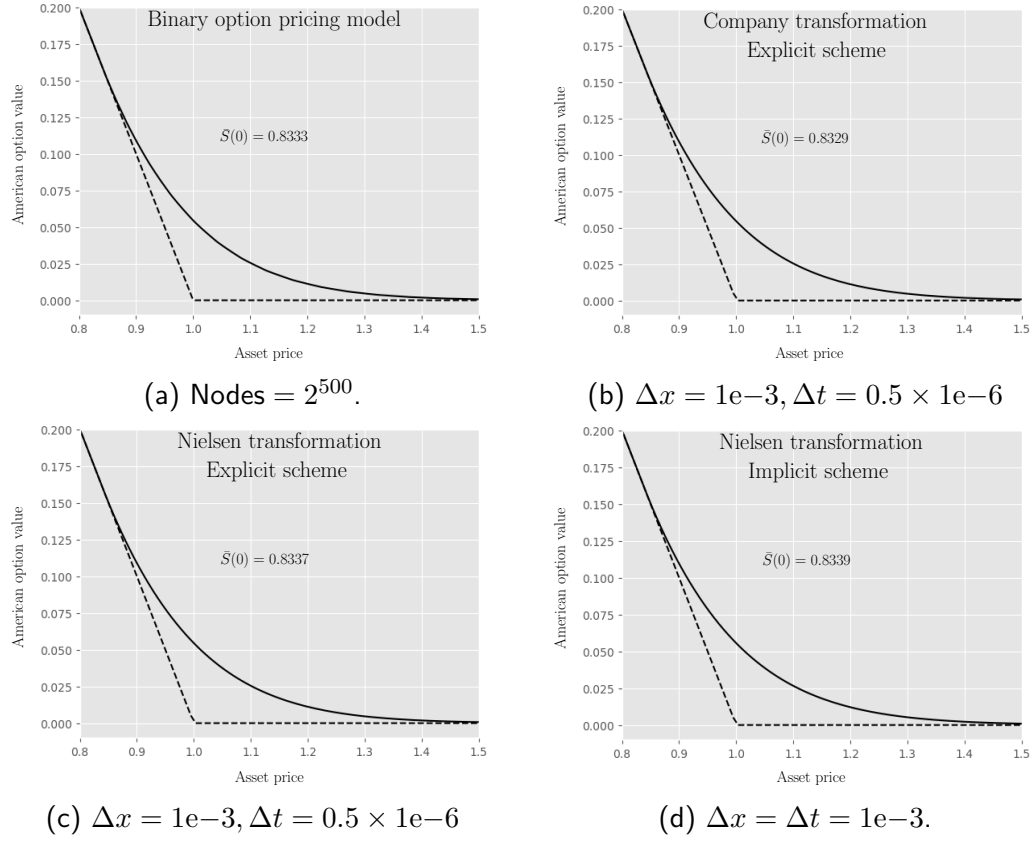 Binary option pricing model
American option value
0.200
0.175
0.150
0.125
0.100
0.075
0.050
0.025
0.000
S(0) = 0.8333
0.8 0.9 1.0 1.1 1.2 1.3 1.4 1.5
Asset price
(a) Nodes = 2^500.
Company transformation
Explicit scheme
American option value
0.200
0.175
0.150
0.125
0.100
0.075
0.050
0.025
0.000
S̄(0) = 0.8329
0.8 0.9 1.0 1.1 1.2 1.3 1.4 1.5
Asset price
(b) Δx = 1e−3, Δt = 0.5 × 1e−6
Nielsen transformation
Explicit scheme
American option value
0.200
0.175
0.150
0.125
0.100
0.075
0.050
0.025
0.000
S̄(0) = 0.8337
0.8 0.9 1.0 1.1 1.2 1.3 1.4 1.5
Asset price
(c) Δx = 1e−3, Δt = 0.5 × 1e−6
Nielsen transformation
Implicit scheme
American option value
0.200
0.175
0.150
0.125
0.100
0.075
0.050
0.025
0.000
S̄(0) = 0.8339
0.8 0.9 1.0 1.1 1.2 1.3 1.4 1.5
Asset price
(d) Δx = Δt = 1e−3.